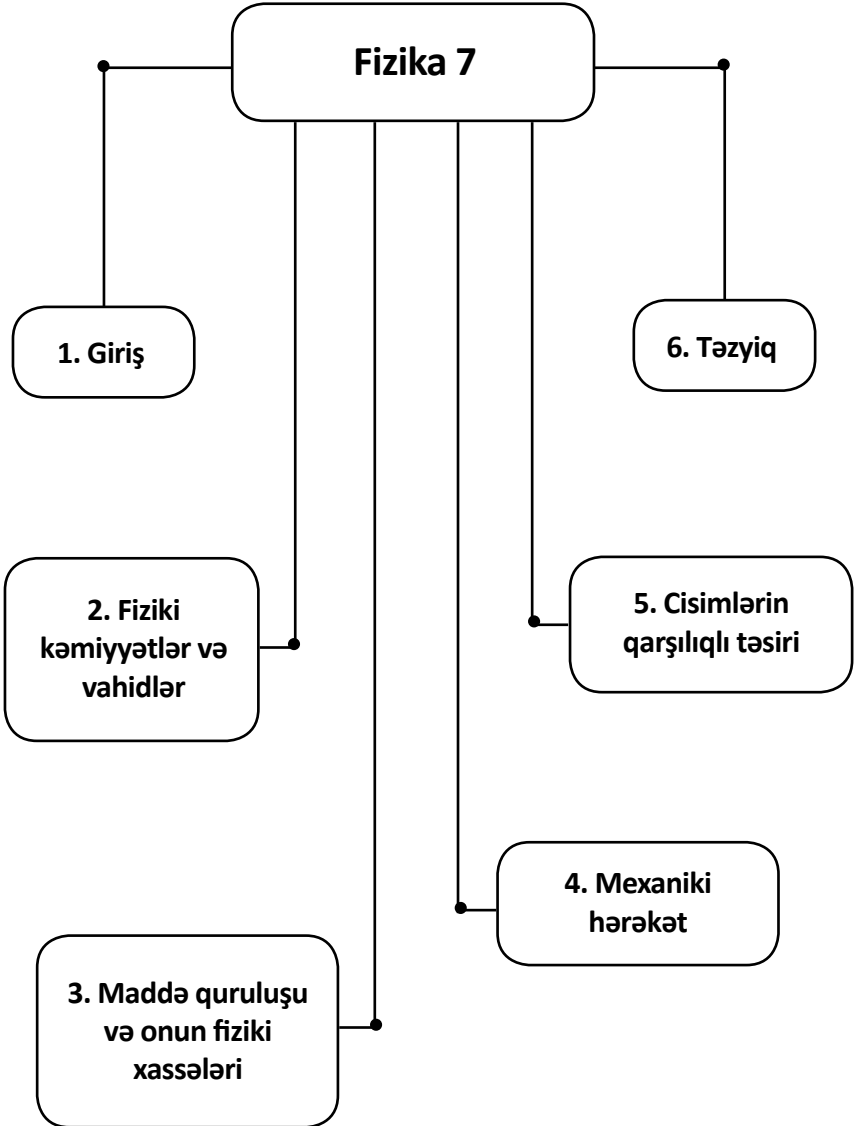 Fizika 7
1. Giriş
6. Təzyiq
2. Fiziki
kəmiyyətlər və
vahidlər
5. Cisimlərin
qarşılıqlı təsiri
4. Mexaniki
hərəkət
3. Maddə quruluşu
və onun fiziki
xassələri